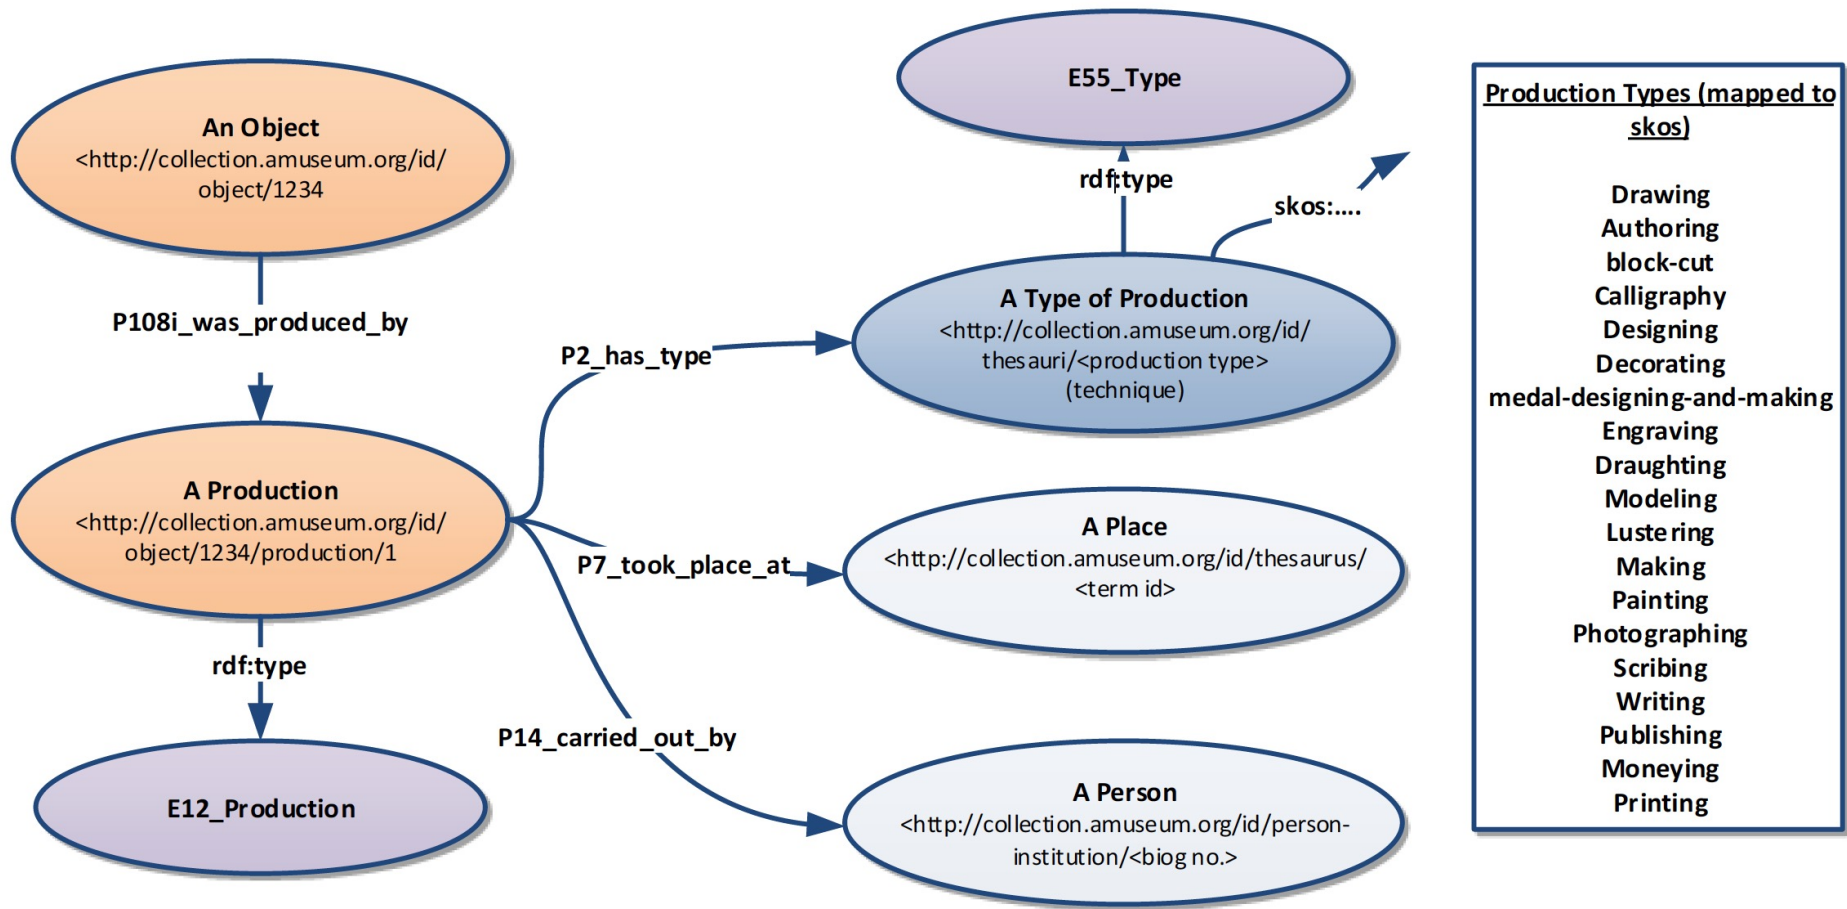 An Object
<http://collection.amuseum.org/id/
object/1234
P108i_was_produced_by
A Production
<http://collection.amuseum.org/id/
object/1234/production/1
rdf:type
E12_Production
P2_has_type
P7_took_place_at
P14_carried_out_by
E55_Type
rdf:type
skos:....
A Type of Production
<http://collection.amuseum.org/id/
thesauri/<production type>
(technique)
A Place
<http://collection.amuseum.org/id/thesaurus/
<term id>
A Person
<http://collection.amuseum.org/id/person-
institution/<biog no.>
Production Types (mapped to
skos)
Drawing
Authoring
block-cut
Calligraphy
Designing
Decorating
medal-designing-and-making
Engraving
Draughting
Modeling
Lustering
Making
Painting
Photographing
Scribing
Writing
Publishing
Moneying
Printing